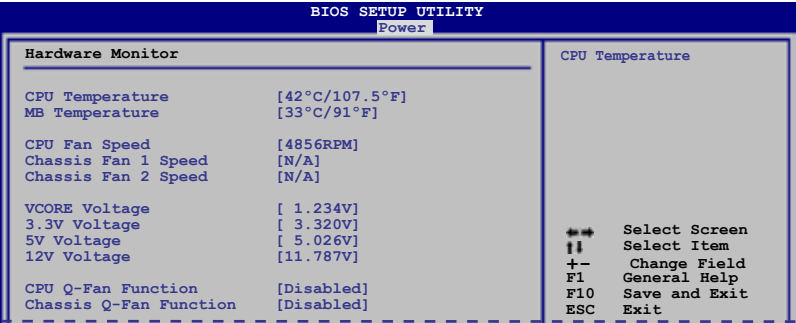 BIOS SETUP UTILITY
Power
Hardware Monitor
CPU Temperature [42°C/107.5°F]
MB Temperature [33°C/91°F]
CPU Fan Speed [4856RPM]
Chassis Fan 1 Speed [N/A]
Chassis Fan 2 Speed [N/A]
VCORE Voltage [ 1.234V]
3.3V Voltage [ 3.320V]
5V Voltage [ 5.026V]
12V Voltage [11.787V]
CPU Q-Fan Function [Disabled]
Chassis Q-Fan Function [Disabled]
CPU Temperature
←→ Select Screen
↑↓ Select Item
+- Change Field
F1 General Help
F10 Save and Exit
ESC Exit